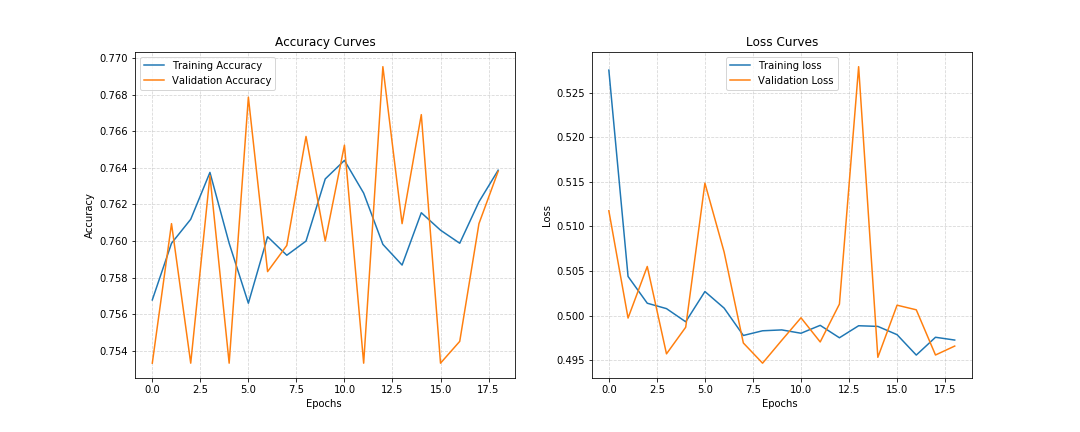 Accuracy Curves
Training Accuracy
Validation Accuracy
0.770
0.768
0.766
0.764
0.762
0.760
0.758
0.756
0.754
Accuracy
0.0 2.5 5.0 7.5 10.0 12.5 15.0 17.5
Epochs
Loss Curves
Training loss
Validation Loss
0.525
0.520
0.515
0.510
0.505
0.500
0.495
Loss
0.0 2.5 5.0 7.5 10.0 12.5 15.0 17.5
Epochs